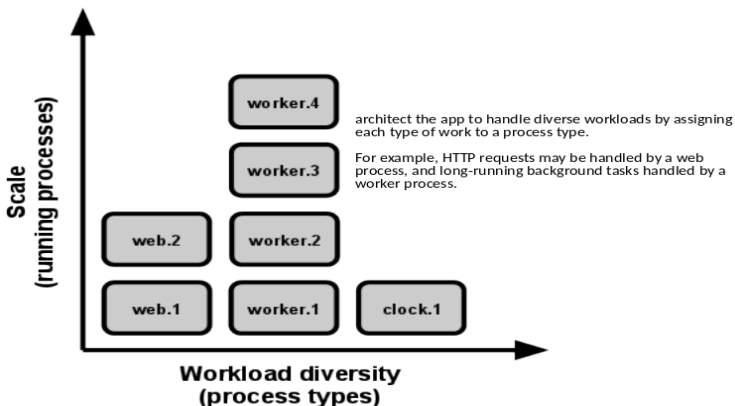 Scale
(running processes)
worker.4
architect the app to handle diverse workloads by assigning
each type of work to a process type.
For example, HTTP requests may be handled by a web
process, and long-running background tasks handled by a
worker process.
worker.3
web.2
worker.2
web.1
worker.1
clock.1
Workload diversity
(process types)